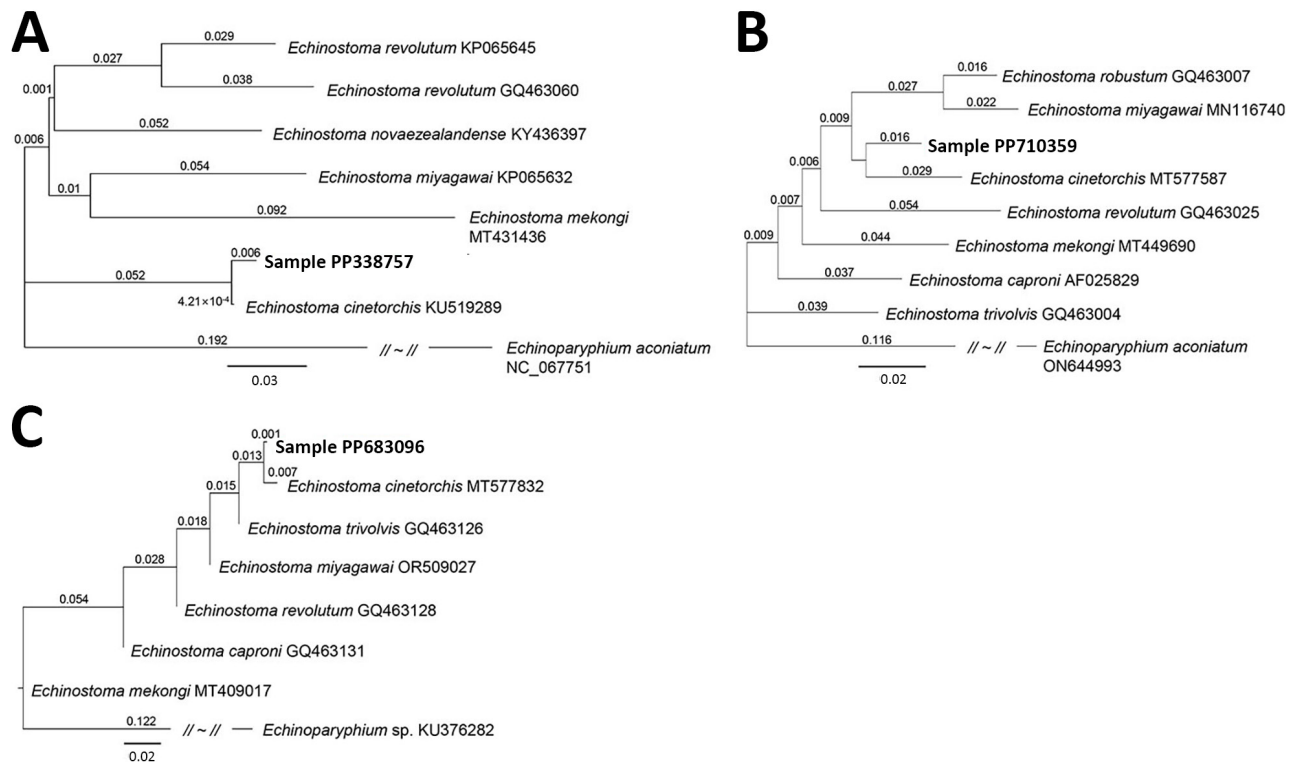 A
0.029
Echinostoma revolutum KP065645
0.027
0.038
Echinostoma revolutum GQ463060
0.001
0.052
Echinostoma novaezealandense KY436397
0.006
0.054
Echinostoma miyagawai KP065632
0.01
0.092
Echinostoma mekongi
MT431436
0.006
Sample PP338757
0.052
4.21×10-4
Echinostoma cinetorchis KU519289
0.192
// ~ //
Echinoparyphium aconiatum
NC_067751
0.03
B
0.016
Echinostoma robustum GQ463007
0.027
0.022
Echinostoma miyagawai MN116740
0.009
0.016
Sample PP710359
0.006
0.029
Echinostoma cinetorchis MT577587
0.007
0.054
Echinostoma revolutum GQ463025
0.009
0.044
Echinostoma mekongi MT449690
0.037
Echinostoma caproni AF025829
0.039
Echinostoma trivolvis GQ463004
0.116
// ~ //
Echinoparyphium aconiatum
ON644993
0.02
C
0.001
Sample PP683096
0.013
0.007
Echinostoma cinetorchis MT577832
0.015
Echinostoma trivolvis GQ463126
0.018
Echinostoma miyagawai OR509027
0.028
Echinostoma revolutum GQ463128
0.054
Echinostoma caproni GQ463131
Echinostoma mekongi MT409017
0.122
// ~ //
Echinoparyphium sp. KU376282
0.02